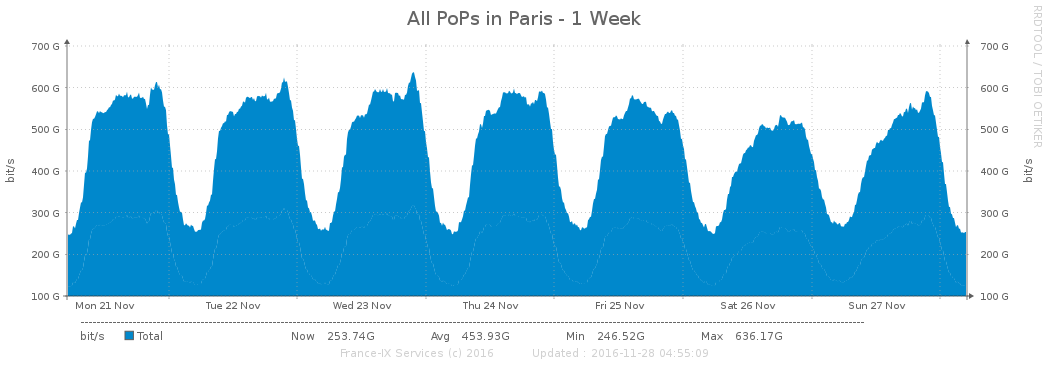 All PoPs in Paris - 1 Week
RRDTOOL / TOBI OETIKER
700 G 700 G
600 G 600 G
500 G 500 G
400 G 400 G
300 G 300 G
200 G 200 G
100 G 100 G
bit/s bit/s
Mon 21 Nov Tue 22 Nov Wed 23 Nov Thu 24 Nov Fri 25 Nov Sat 26 Nov Sun 27 Nov
bit/s Total Now 253.74G Avg 453.93G Min 246.52G Max 636.17G
France-IX Services (c) 2016 Updated : 2016-11-28 04:55:09